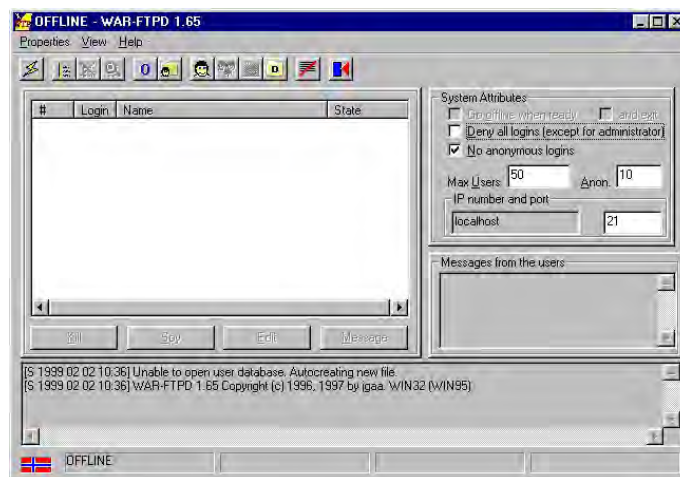 OFFLINE - WAR-FTPD 1.65
Properties View Help
# Login Name State
Kill Spy Edit Message
System Attributes
Go offline when ready and exit
Deny all logins (except for administrator)
No anonymous logins
Max Users 50 Anon. 10
IP number and port
localhost 21
Messages from the users
[S 1999 02 02 10:36] Unable to open user database. Autocreating new file.
[S 1999 02 02 10:36] WAR-FTPD 1.65 Copyright (c) 1996, 1997 by jgaa. WIN32 (WIN95)
OFFLINE